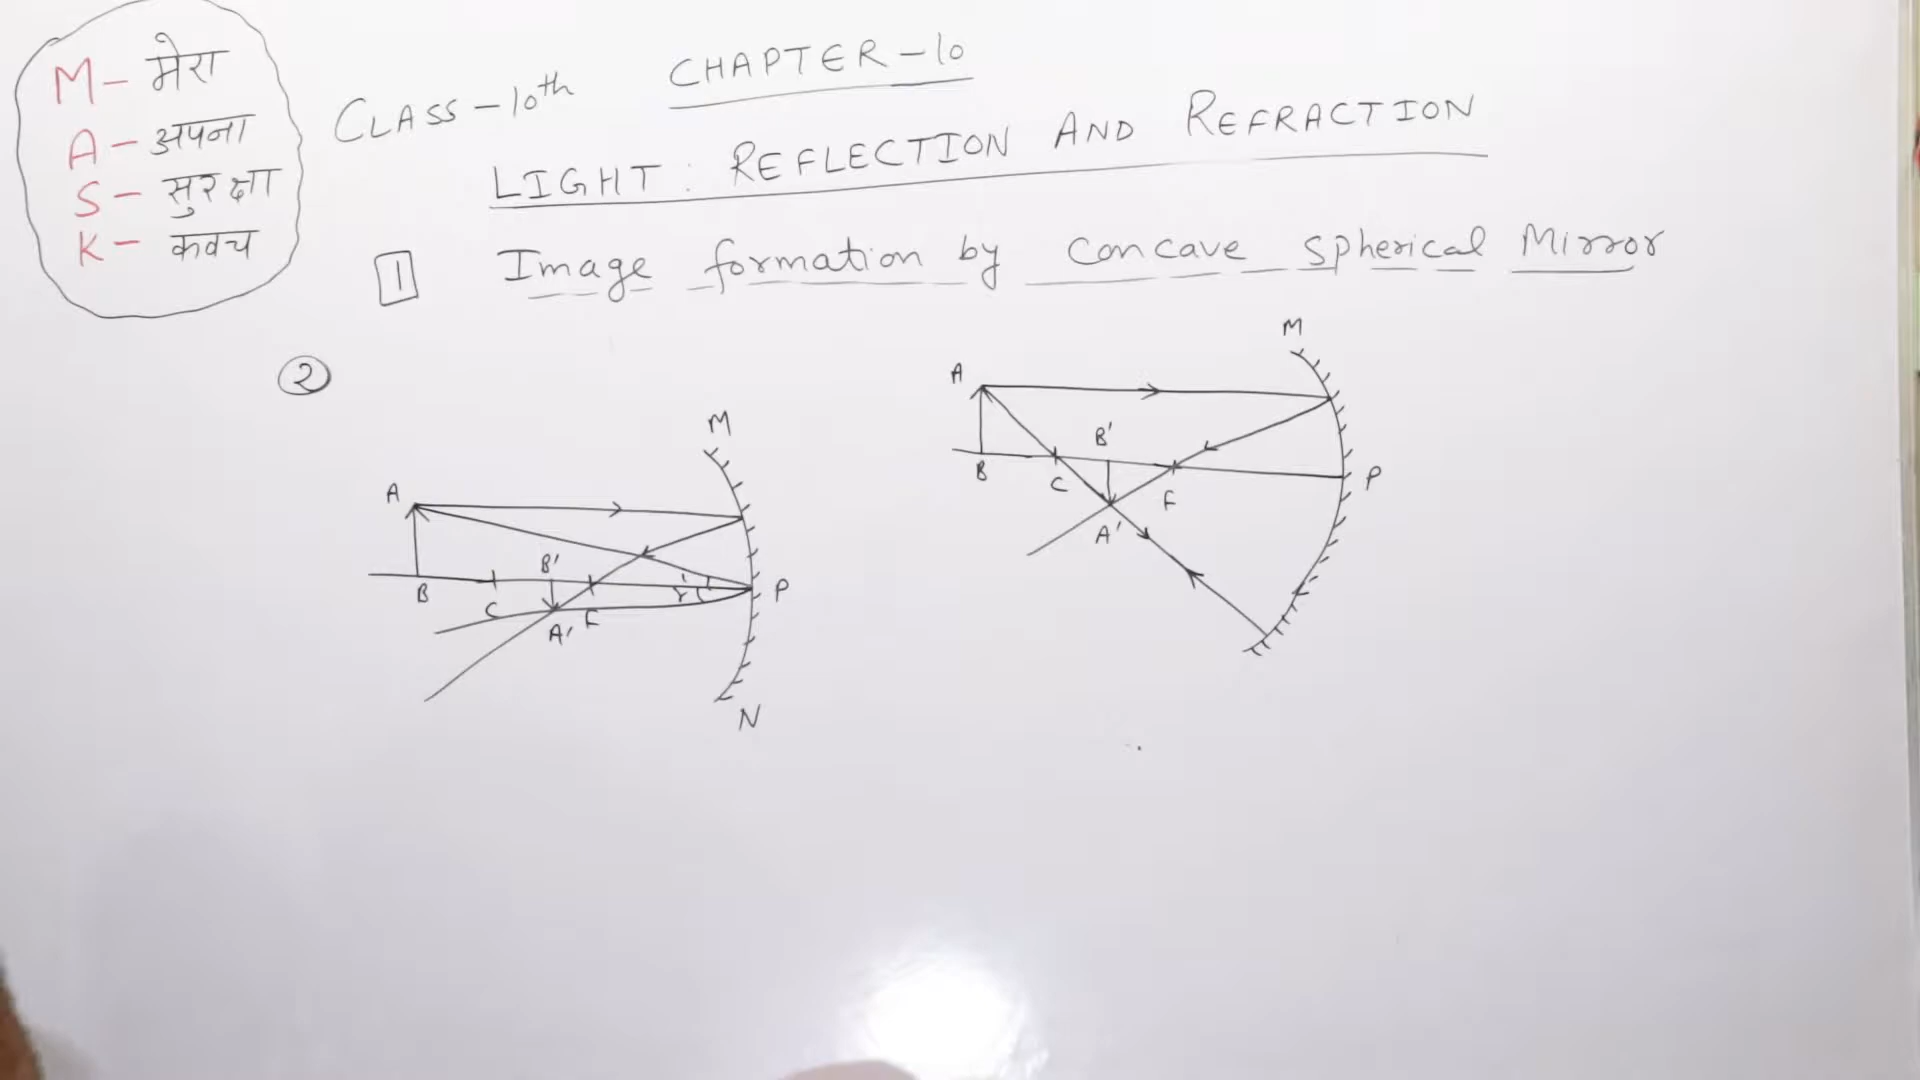 M - मेरा
A - अपना
S - सुरक्षा
K - कवच
CLASS - 10th
CHAPTER - 10
LIGHT : REFLECTION AND REFRACTION
1 Image formation by concave spherical Mirror
2
M
A
B
C
B'
A'
F
i
r
P
N
M
A
B
C
B'
A'
F
P